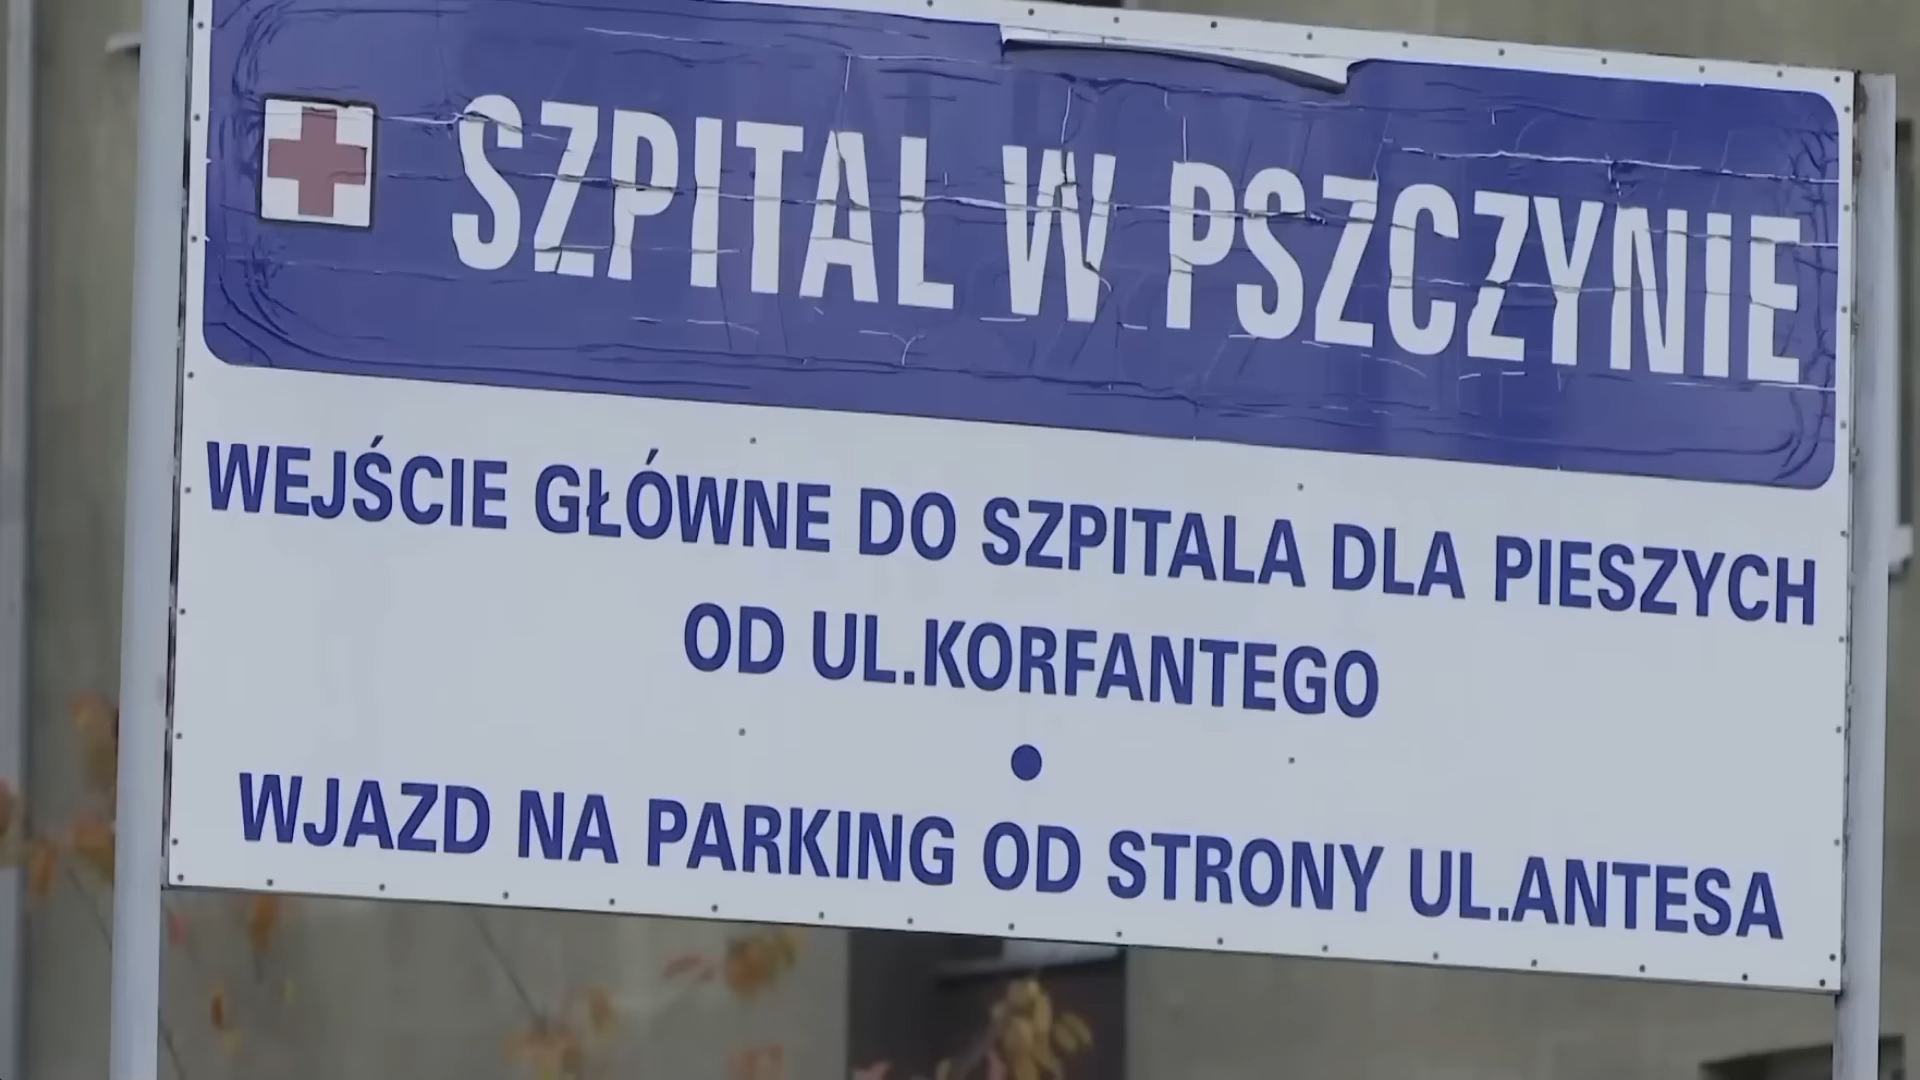 SZPITAL W PSZCZYNIE
WEJŚCIE GŁÓWNE DO SZPITALA DLA PIESZYCH
OD UL.KORFANTEGO
•
WJAZD NA PARKING OD STRONY UL.ANTESA